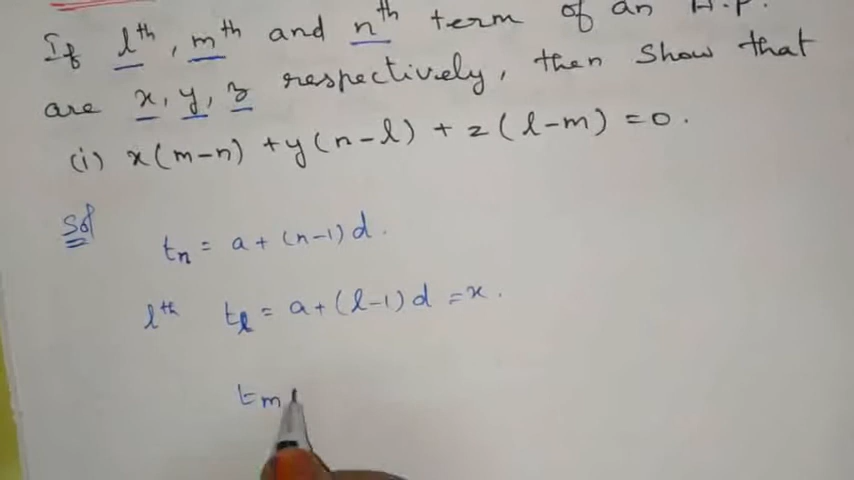 If lth, mth and nth term of an A.P.
are x, y, z respectively, then show that
(i) x(m-n) + y(n-l) + z(l-m) = 0.
Sol
tn = a + (n-1)d.
lth tl = a + (l-1)d = x.
tm